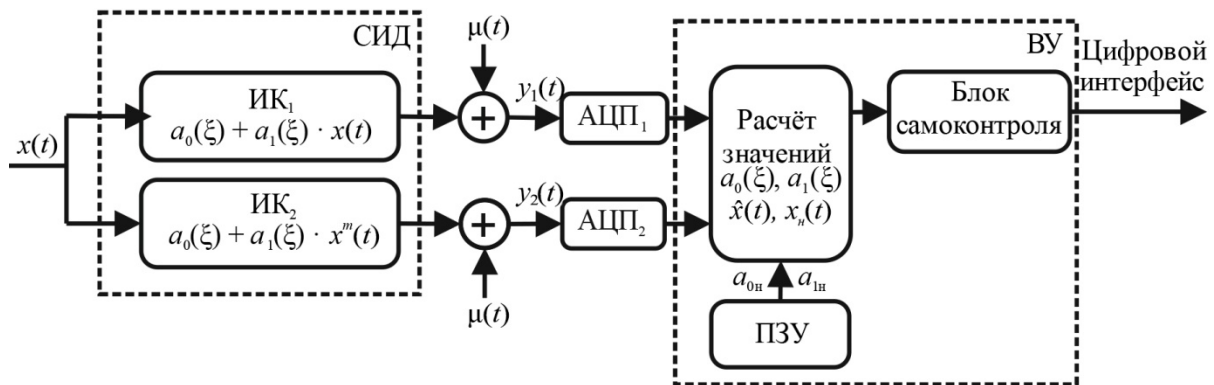 СИД
x(t)
ИК₁
a₀(ξ) + a₁(ξ) · x(t)
ИК₂
a₀(ξ) + a₁(ξ) · xᵐ(t)
μ(t)
+
y₁(t)
АЦП₁
+
y₂(t)
АЦП₂
μ(t)
ВУ
Расчёт
значений
a₀(ξ), a₁(ξ)
x̂(t), xₙ(t)
a₀ₙ a₁ₙ
ПЗУ
Блок
самоконтроля
Цифровой
интерфейс